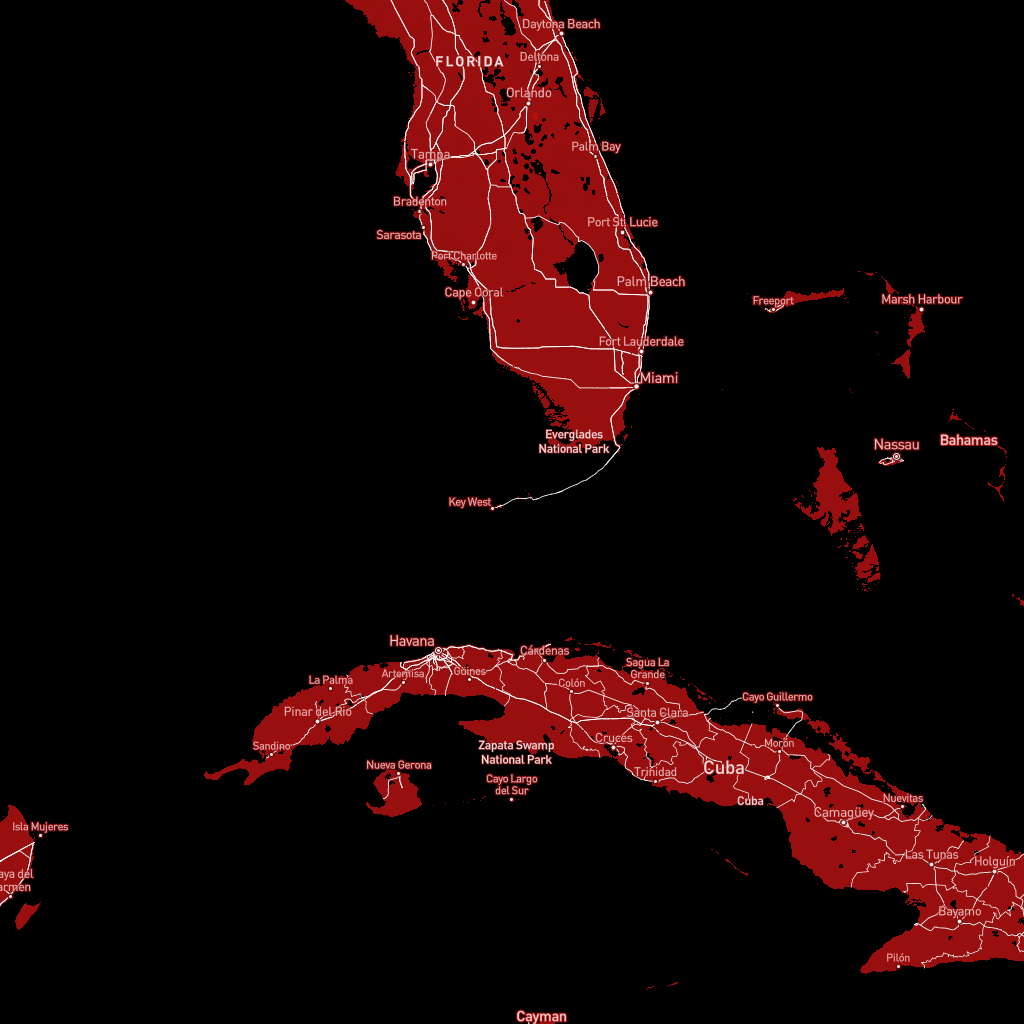 Daytona Beach
Deltona
FLORIDA
Orlando
Palm Bay
Tampa
Bradenton
Port St. Lucie
Sarasota
Port Charlotte
Palm Beach
Cape Coral
Freeport
Marsh Harbour
Fort Lauderdale
Miami
Everglades
National Park
Nassau
Bahamas
Key West
Havana
Cárdenas
Sagua La
Grande
Artemisa
Güines
La Palma
Colón
Cayo Guillermo
Pinar del Río
Santa Clara
Cruces
Morón
Sandino
Zapata Swamp
National Park
Nueva Gerona
Trinidad
Cuba
Cayo Largo
del Sur
Cuba
Nuevitas
Camagüey
Isla Mujeres
Las Tunas
Holguín
aya del
armen
Bayamo
Pilón
Cayman